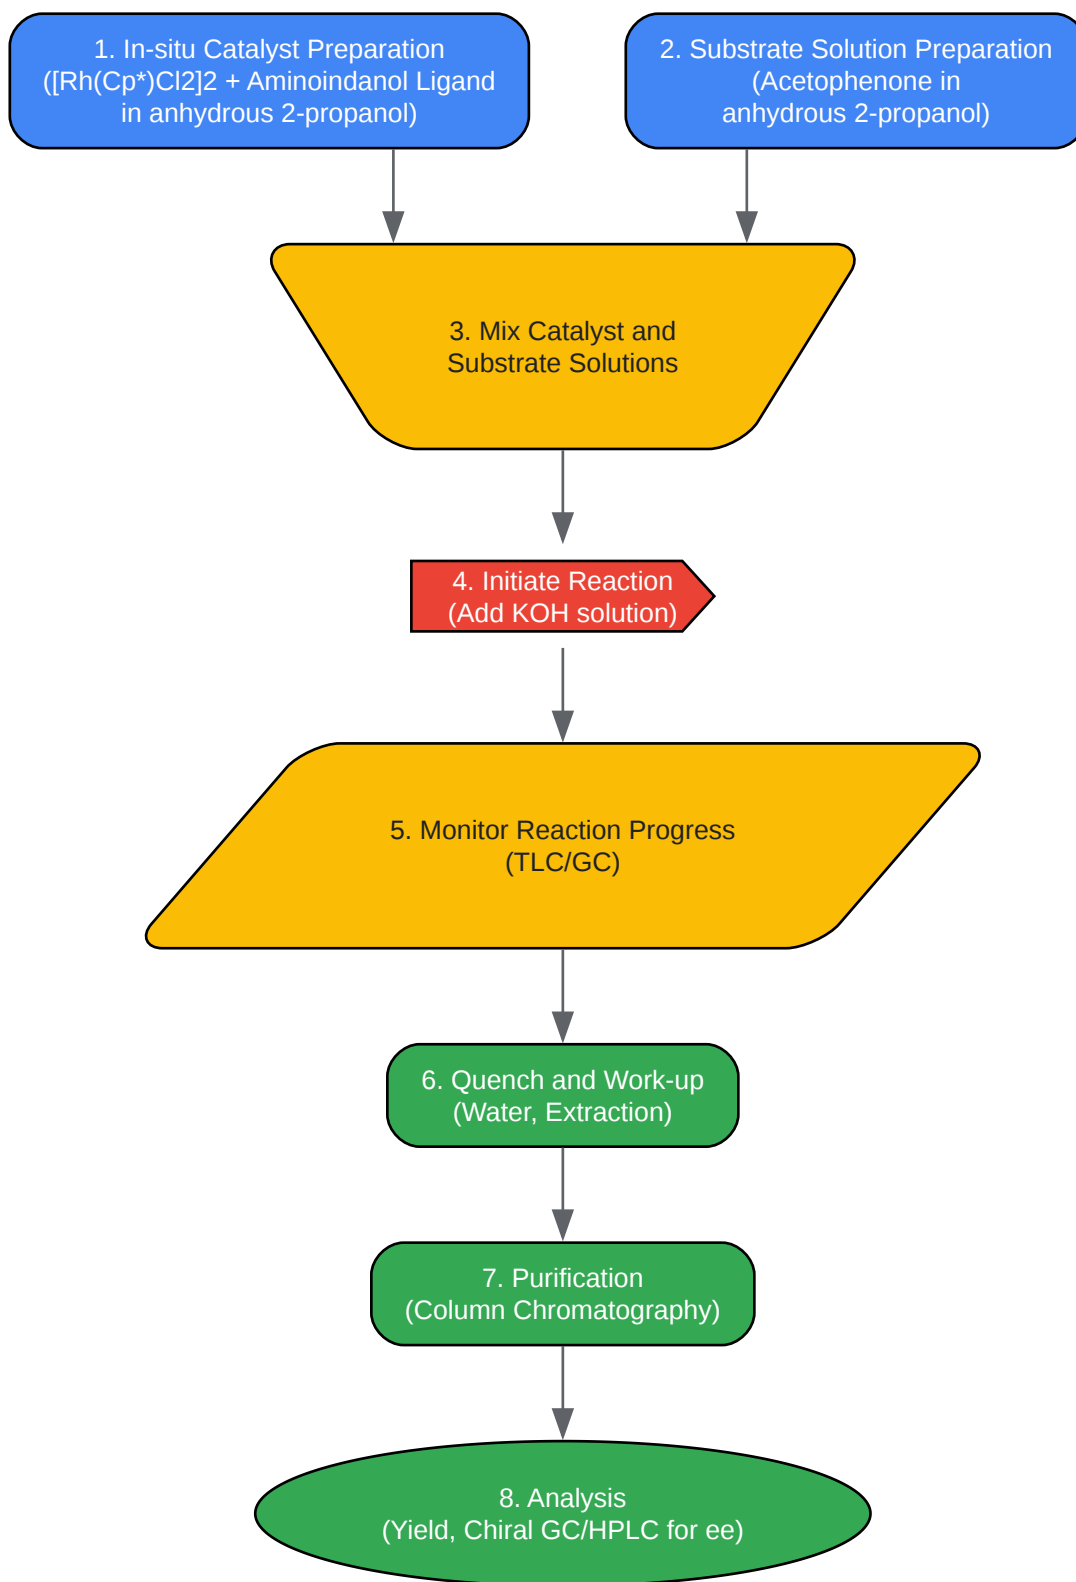 1. In-situ Catalyst Preparation
([Rh(Cp*)Cl2]2 + Aminoindanol Ligand
in anhydrous 2-propanol)
2. Substrate Solution Preparation
(Acetophenone in
anhydrous 2-propanol)
3. Mix Catalyst and
Substrate Solutions
4. Initiate Reaction
(Add KOH solution)
5. Monitor Reaction Progress
(TLC/GC)
6. Quench and Work-up
(Water, Extraction)
7. Purification
(Column Chromatography)
8. Analysis
(Yield, Chiral GC/HPLC for ee)